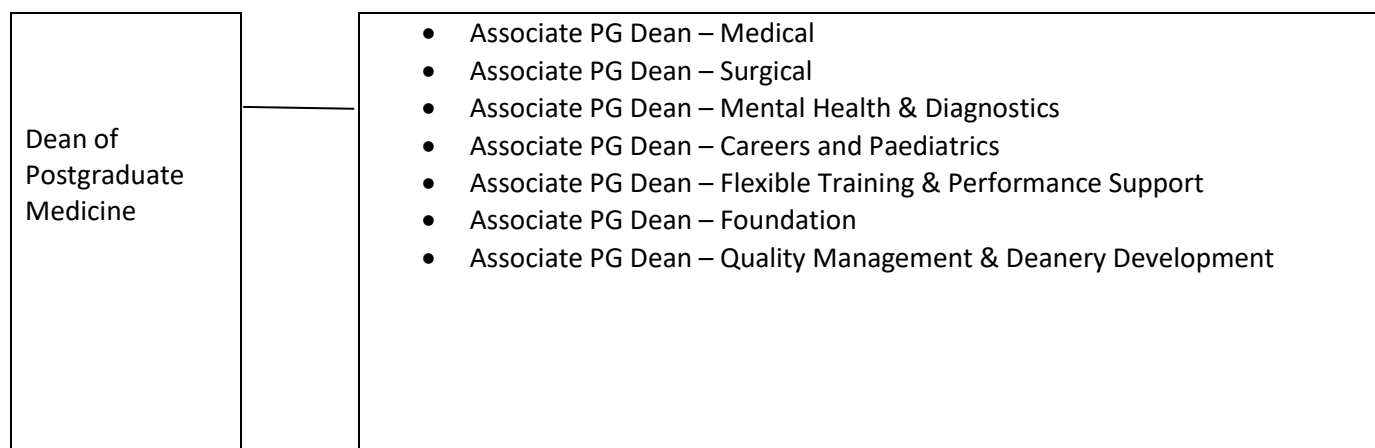 Dean of
Postgraduate
Medicine
• Associate PG Dean – Medical
• Associate PG Dean – Surgical
• Associate PG Dean – Mental Health & Diagnostics
• Associate PG Dean – Careers and Paediatrics
• Associate PG Dean – Flexible Training & Performance Support
• Associate PG Dean – Foundation
• Associate PG Dean – Quality Management & Deanery Development